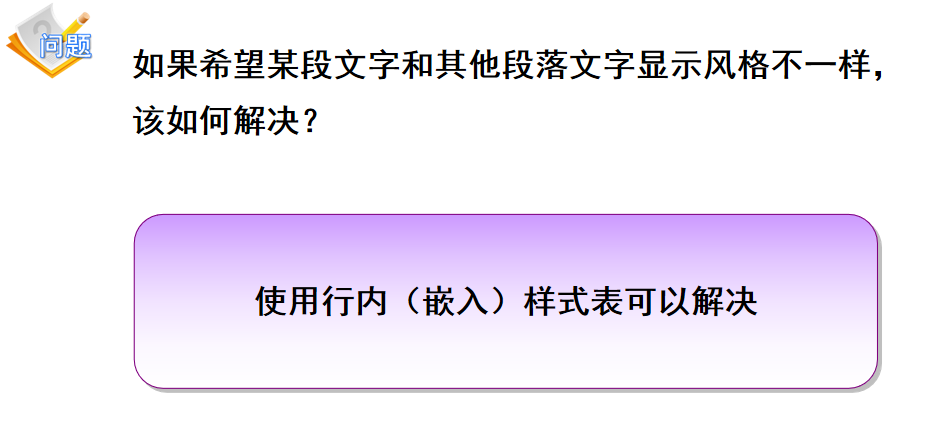 问题
如果希望某段文字和其他段落文字显示风格不一样，
该如何解决？
使用行内（嵌入）样式表可以解决